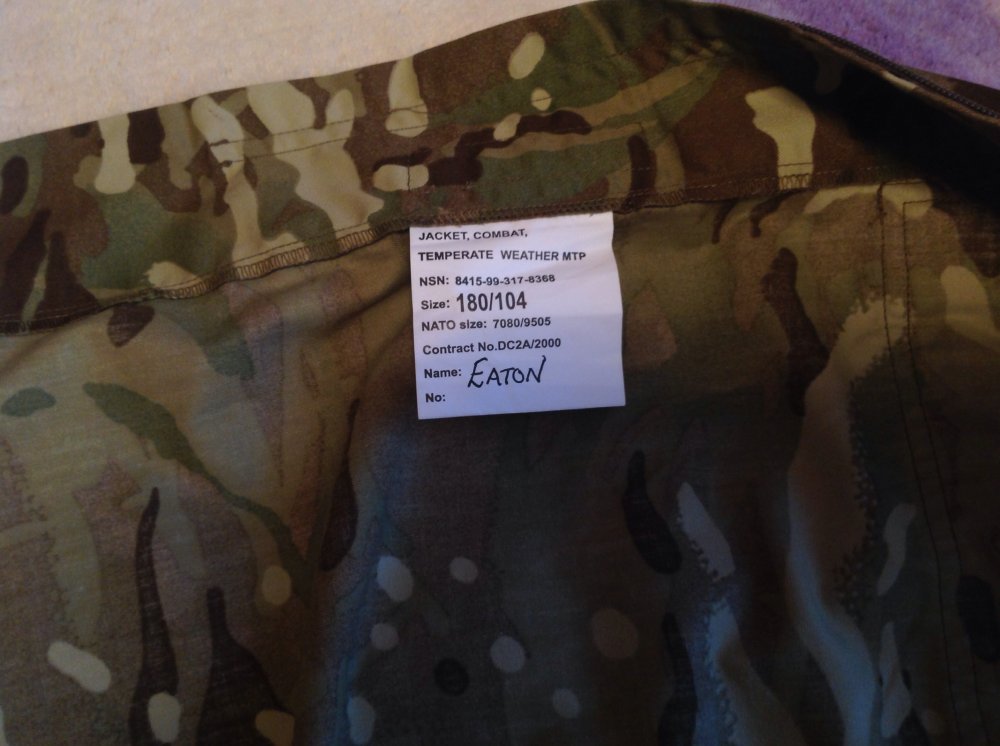 JACKET, COMBAT,
TEMPERATE WEATHER MTP
NSN: 8415-99-317-8368
Size: 180/104
NATO size: 7080/9505
Contract No.DC2A/2000
Name: EATON
No: